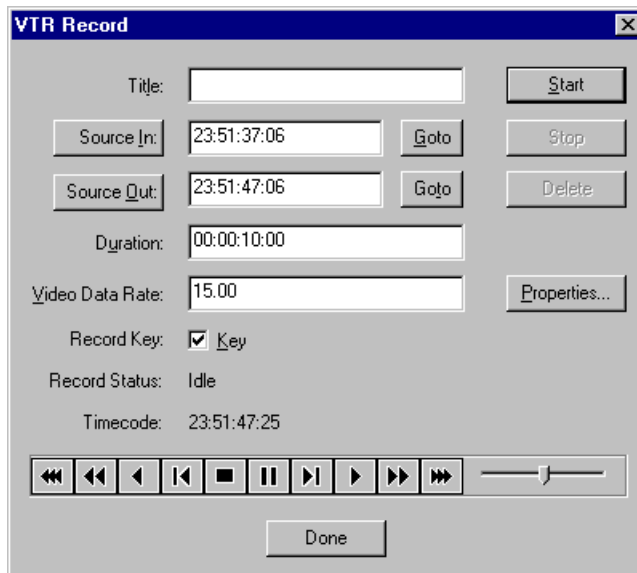 VTR Record
Title: Start
Source In: 23:51:37:06 Goto Stop
Source Out: 23:51:47:06 Goto Delete
Duration: 00:00:10:00
Video Data Rate: 15.00 Properties...
Record Key: Key
Record Status: Idle
Timecode: 23:51:47:25
Done